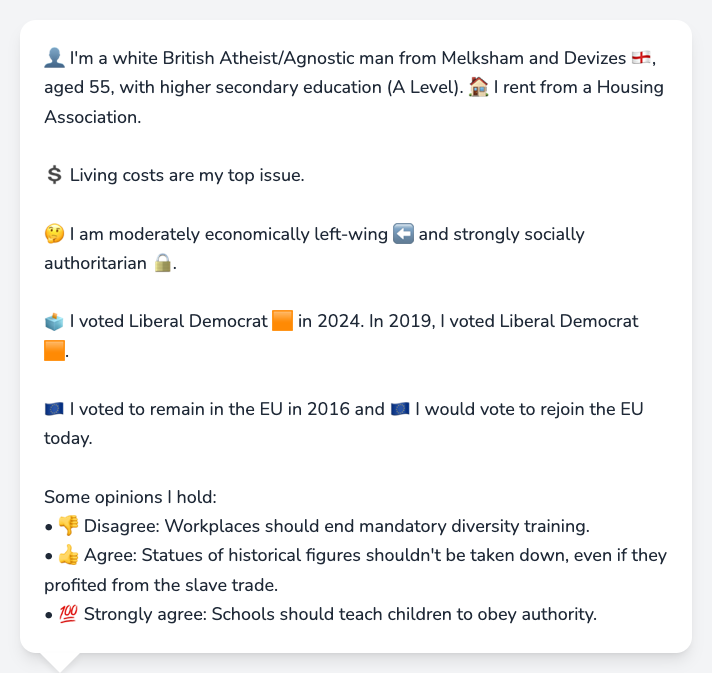 👤 I'm a white British Atheist/Agnostic man from Melksham and Devizes 🏴󠁧󠁢󠁥󠁮󠁧󠁿,
aged 55, with higher secondary education (A Level). 🏠 I rent from a Housing
Association.
💲 Living costs are my top issue.
🤔 I am moderately economically left-wing ⬅️ and strongly socially
authoritarian 🔒.
🗳️ I voted Liberal Democrat 🟧 in 2024. In 2019, I voted Liberal Democrat
🟧.
🇪🇺 I voted to remain in the EU in 2016 and 🇪🇺 I would vote to rejoin the EU
today.
Some opinions I hold:
• 👎 Disagree: Workplaces should end mandatory diversity training.
• 👍 Agree: Statues of historical figures shouldn't be taken down, even if they
profited from the slave trade.
• 💯 Strongly agree: Schools should teach children to obey authority.